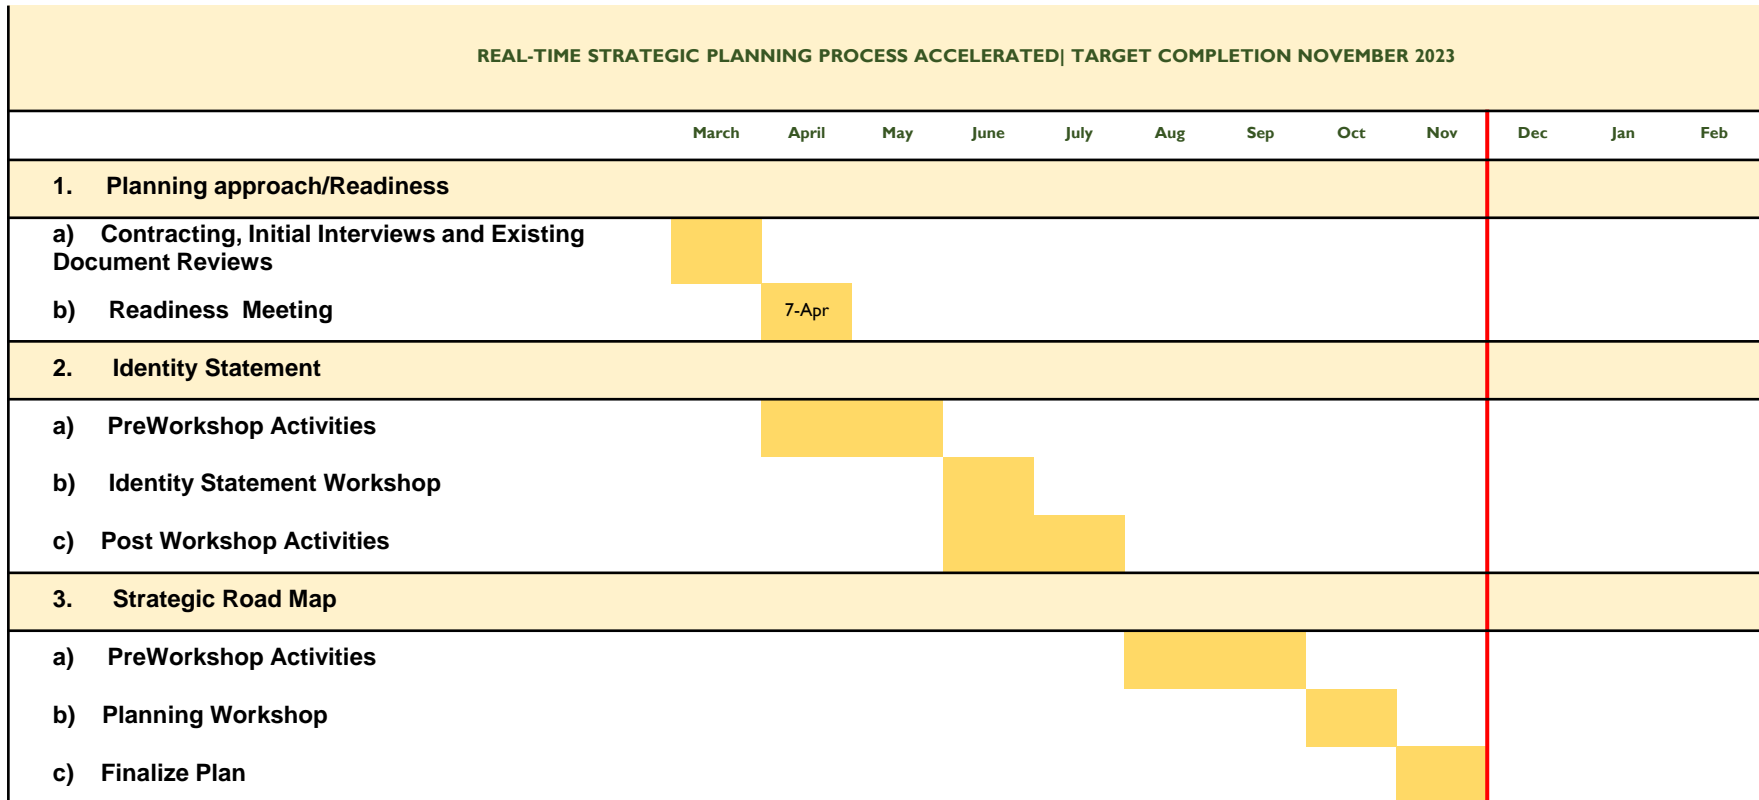 REAL-TIME STRATEGIC PLANNING PROCESS ACCELERATED| TARGET COMPLETION NOVEMBER 2023
March April May June July Aug Sep Oct Nov Dec Jan Feb
1. Planning approach/Readiness
a) Contracting, Initial Interviews and Existing
Document Reviews
b) Readiness Meeting 7-Apr
2. Identity Statement
a) PreWorkshop Activities
b) Identity Statement Workshop
c) Post Workshop Activities
3. Strategic Road Map
a) PreWorkshop Activities
b) Planning Workshop
c) Finalize Plan